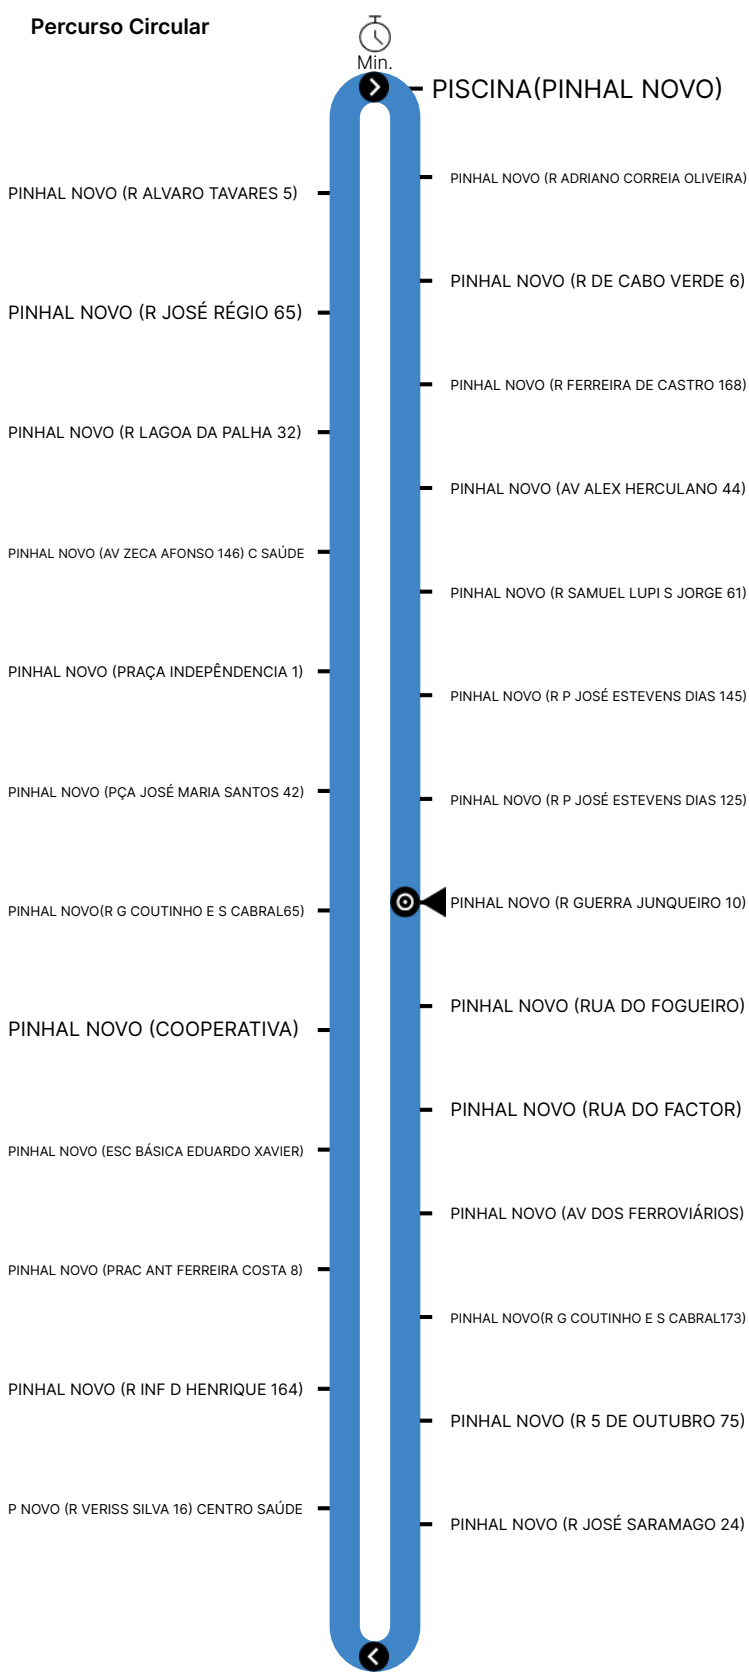 Percurso Circular
Min.
PISCINA(PINHAL NOVO)
PINHAL NOVO (R ADRIANO CORREIA OLIVEIRA)
PINHAL NOVO (R DE CABO VERDE 6)
PINHAL NOVO (R FERREIRA DE CASTRO 168)
PINHAL NOVO (AV ALEX HERCULANO 44)
PINHAL NOVO (R SAMUEL LUPI S JORGE 61)
PINHAL NOVO (R P JOSÉ ESTEVENS DIAS 145)
PINHAL NOVO (R P JOSÉ ESTEVENS DIAS 125)
PINHAL NOVO (R GUERRA JUNQUEIRO 10)
PINHAL NOVO (RUA DO FOGUEIRO)
PINHAL NOVO (RUA DO FACTOR)
PINHAL NOVO (AV DOS FERROVIÁRIOS)
PINHAL NOVO(R G COUTINHO E S CABRAL173)
PINHAL NOVO (R 5 DE OUTUBRO 75)
PINHAL NOVO (R JOSÉ SARAMAGO 24)
PINHAL NOVO (R ALVARO TAVARES 5)
PINHAL NOVO (R JOSÉ RÉGIO 65)
PINHAL NOVO (R LAGOA DA PALHA 32)
PINHAL NOVO (AV ZECA AFONSO 146) C SAÚDE
PINHAL NOVO (PRAÇA INDEPÊNDENCIA 1)
PINHAL NOVO (PÇA JOSÉ MARIA SANTOS 42)
PINHAL NOVO(R G COUTINHO E S CABRAL65)
PINHAL NOVO (COOPERATIVA)
PINHAL NOVO (ESC BÁSICA EDUARDO XAVIER)
PINHAL NOVO (PRAC ANT FERREIRA COSTA 8)
PINHAL NOVO (R INF D HENRIQUE 164)
P NOVO (R VERISS SILVA 16) CENTRO SAÚDE